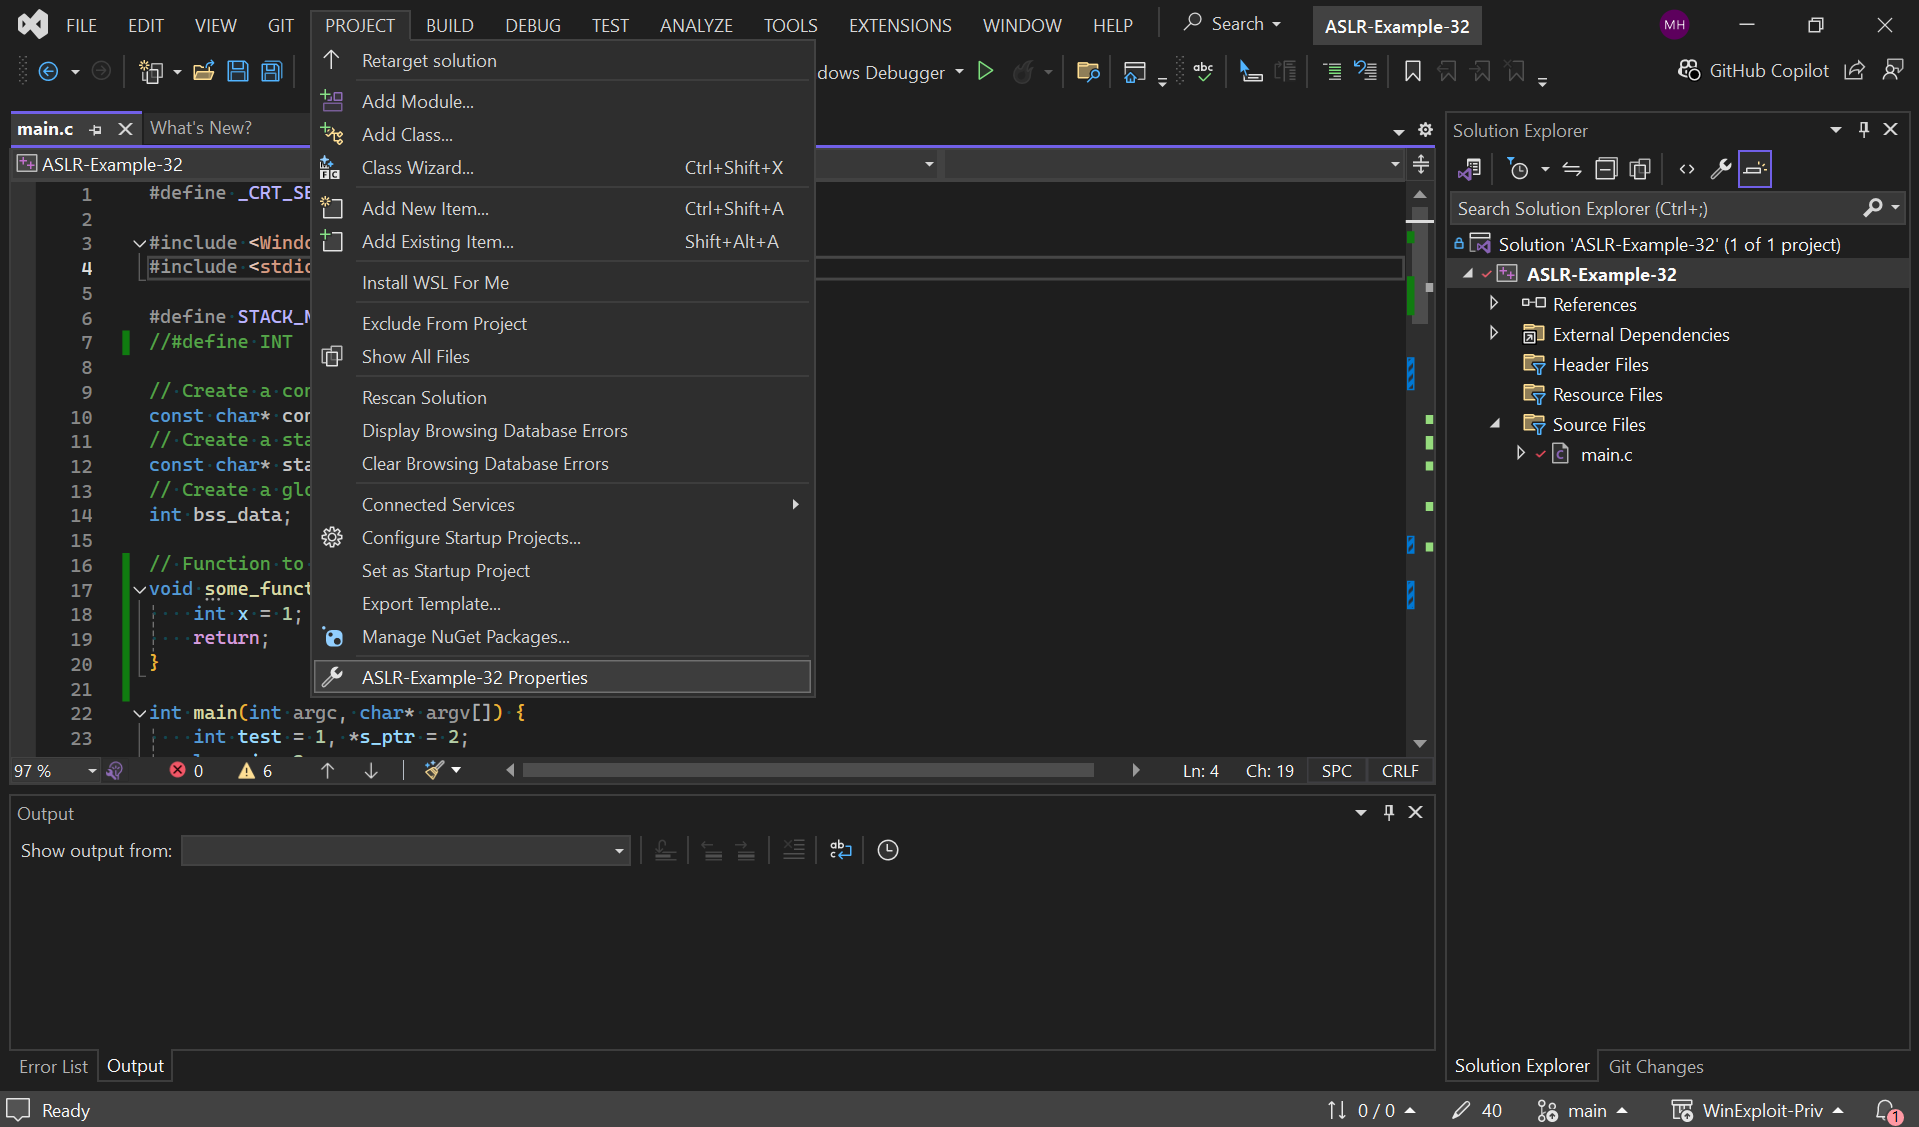 FILE EDIT VIEW GIT PROJECT BUILD DEBUG TEST ANALYZE TOOLS EXTENSIONS WINDOW HELP Search ASLR-Example-32 MH
dows Debugger abc GitHub Copilot
Retarget solution
Add Module...
Add Class...
Class Wizard... Ctrl+Shift+X
Add New Item... Ctrl+Shift+A
Add Existing Item... Shift+Alt+A
Install WSL For Me
Exclude From Project
Show All Files
Rescan Solution
Display Browsing Database Errors
Clear Browsing Database Errors
Connected Services
Configure Startup Projects...
Set as Startup Project
Export Template...
Manage NuGet Packages...
ASLR-Example-32 Properties
main.c What's New?
ASLR-Example-32
1 #define _CRT_SE
2
3 #include <Windo
4 #include <stdio
5
6 #define STACK_M
7 //#define INT
8
9 // Create a con
10 const char* con
11 // Create a sta
12 const char* sta
13 // Create a glo
14 int bss_data;
15
16 // Function to
17 void some_funct
18 int x = 1;
19 return;
20 }
21
22 int main(int argc, char* argv[]) {
23 int test = 1, *s_ptr = 2;
97 % 0 6 Ln: 4 Ch: 19 SPC CRLF
Output
Show output from:
Error List Output
Solution Explorer
Search Solution Explorer (Ctrl+;)
Solution 'ASLR-Example-32' (1 of 1 project)
ASLR-Example-32
References
External Dependencies
Header Files
Resource Files
Source Files
main.c
Solution Explorer Git Changes
Ready 0 / 0 40 main WinExploit-Priv 1